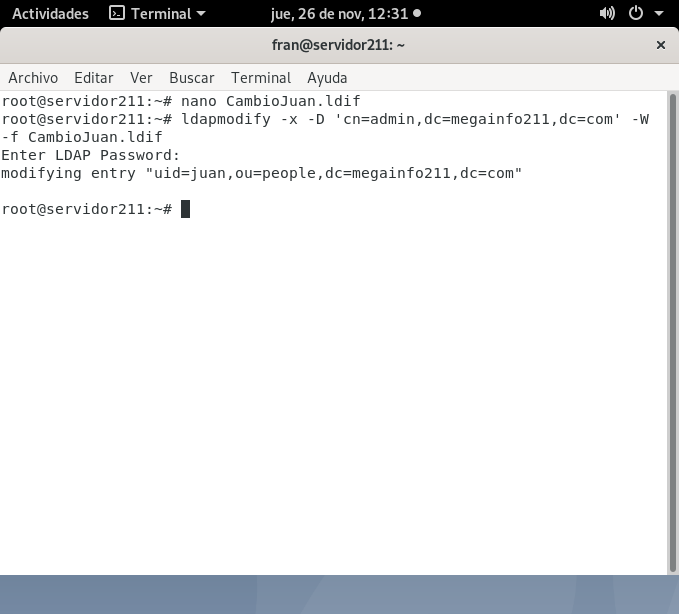 Actividades Terminal jue, 26 de nov, 12:31
fran@servidor211: ~
Archivo Editar Ver Buscar Terminal Ayuda
root@servidor211:~# nano CambioJuan.ldif
root@servidor211:~# ldapmodify -x -D 'cn=admin,dc=megainfo211,dc=com' -W
-f CambioJuan.ldif
Enter LDAP Password:
modifying entry "uid=juan,ou=people,dc=megainfo211,dc=com"
root@servidor211:~#